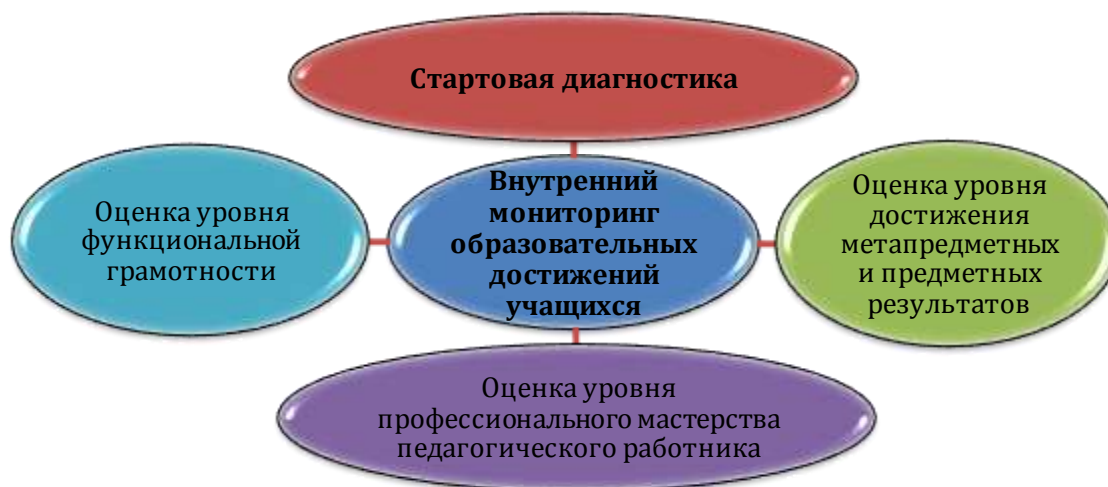 Стартовая диагностика
Оценка уровня
функциональной
грамотности
Внутренний
мониторинг
образовательных
достижений
учащихся
Оценка уровня
достижения
метапредметных
и предметных
результатов
Оценка уровня
профессионального мастерства
педагогического работника